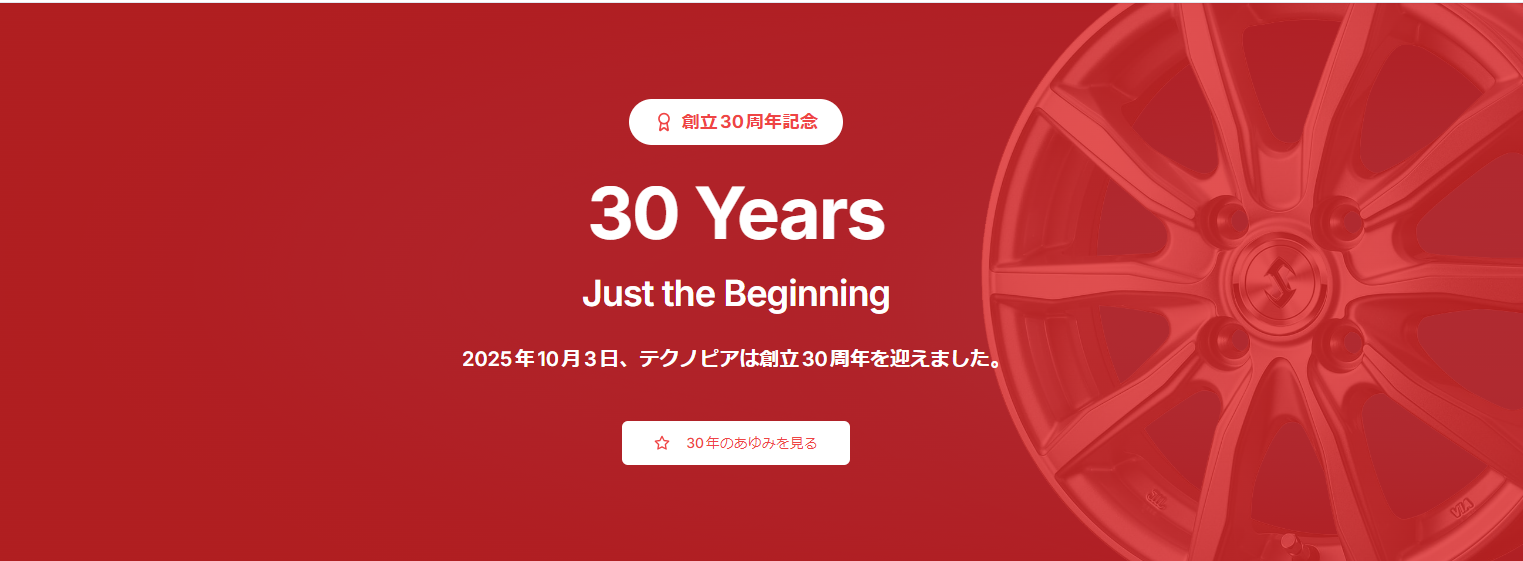 創立30周年記念
30 Years
Just the Beginning
2025年10月3日、テクノピアは創立30周年を迎えました。
30年のあゆみを見る
JWL
VIA